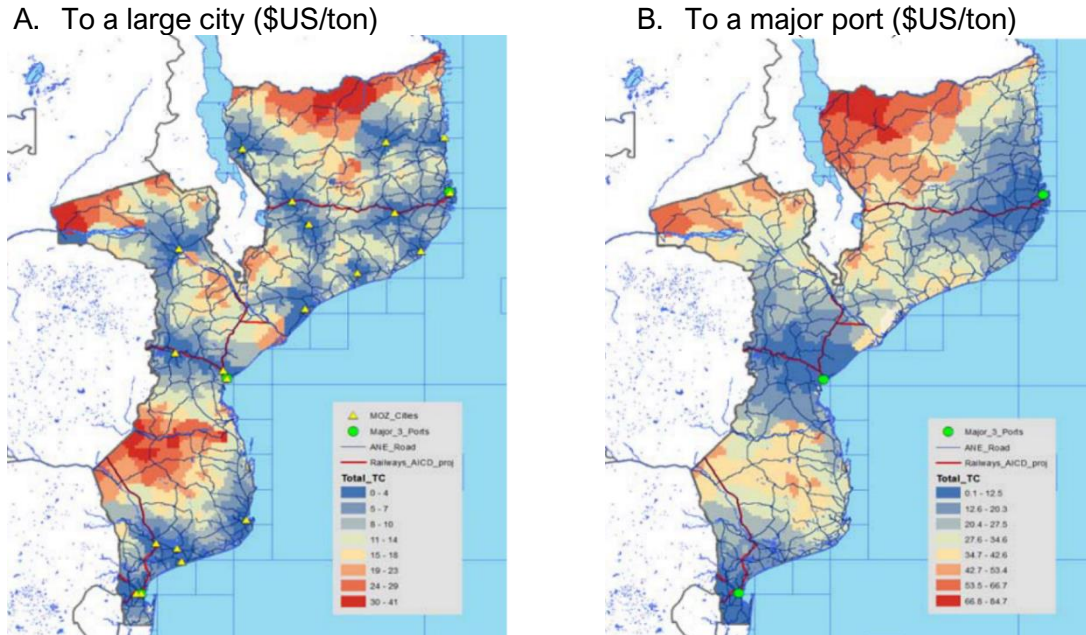 A. To a large city ($US/ton)
B. To a major port ($US/ton)
MOZ_Cities
Major_3_Ports
ANE_Road
Railways_AICD_proj
Total_TC
0 - 4
5 - 7
8 - 10
11 - 14
15 - 18
19 - 23
24 - 29
30 - 41
Major_3_Ports
ANE_Road
Railways_AICD_proj
Total_TC
0.1 - 12.5
12.6 - 20.3
20.4 - 27.5
27.6 - 34.6
34.7 - 42.6
42.7 - 53.4
53.5 - 66.7
66.8 - 84.7